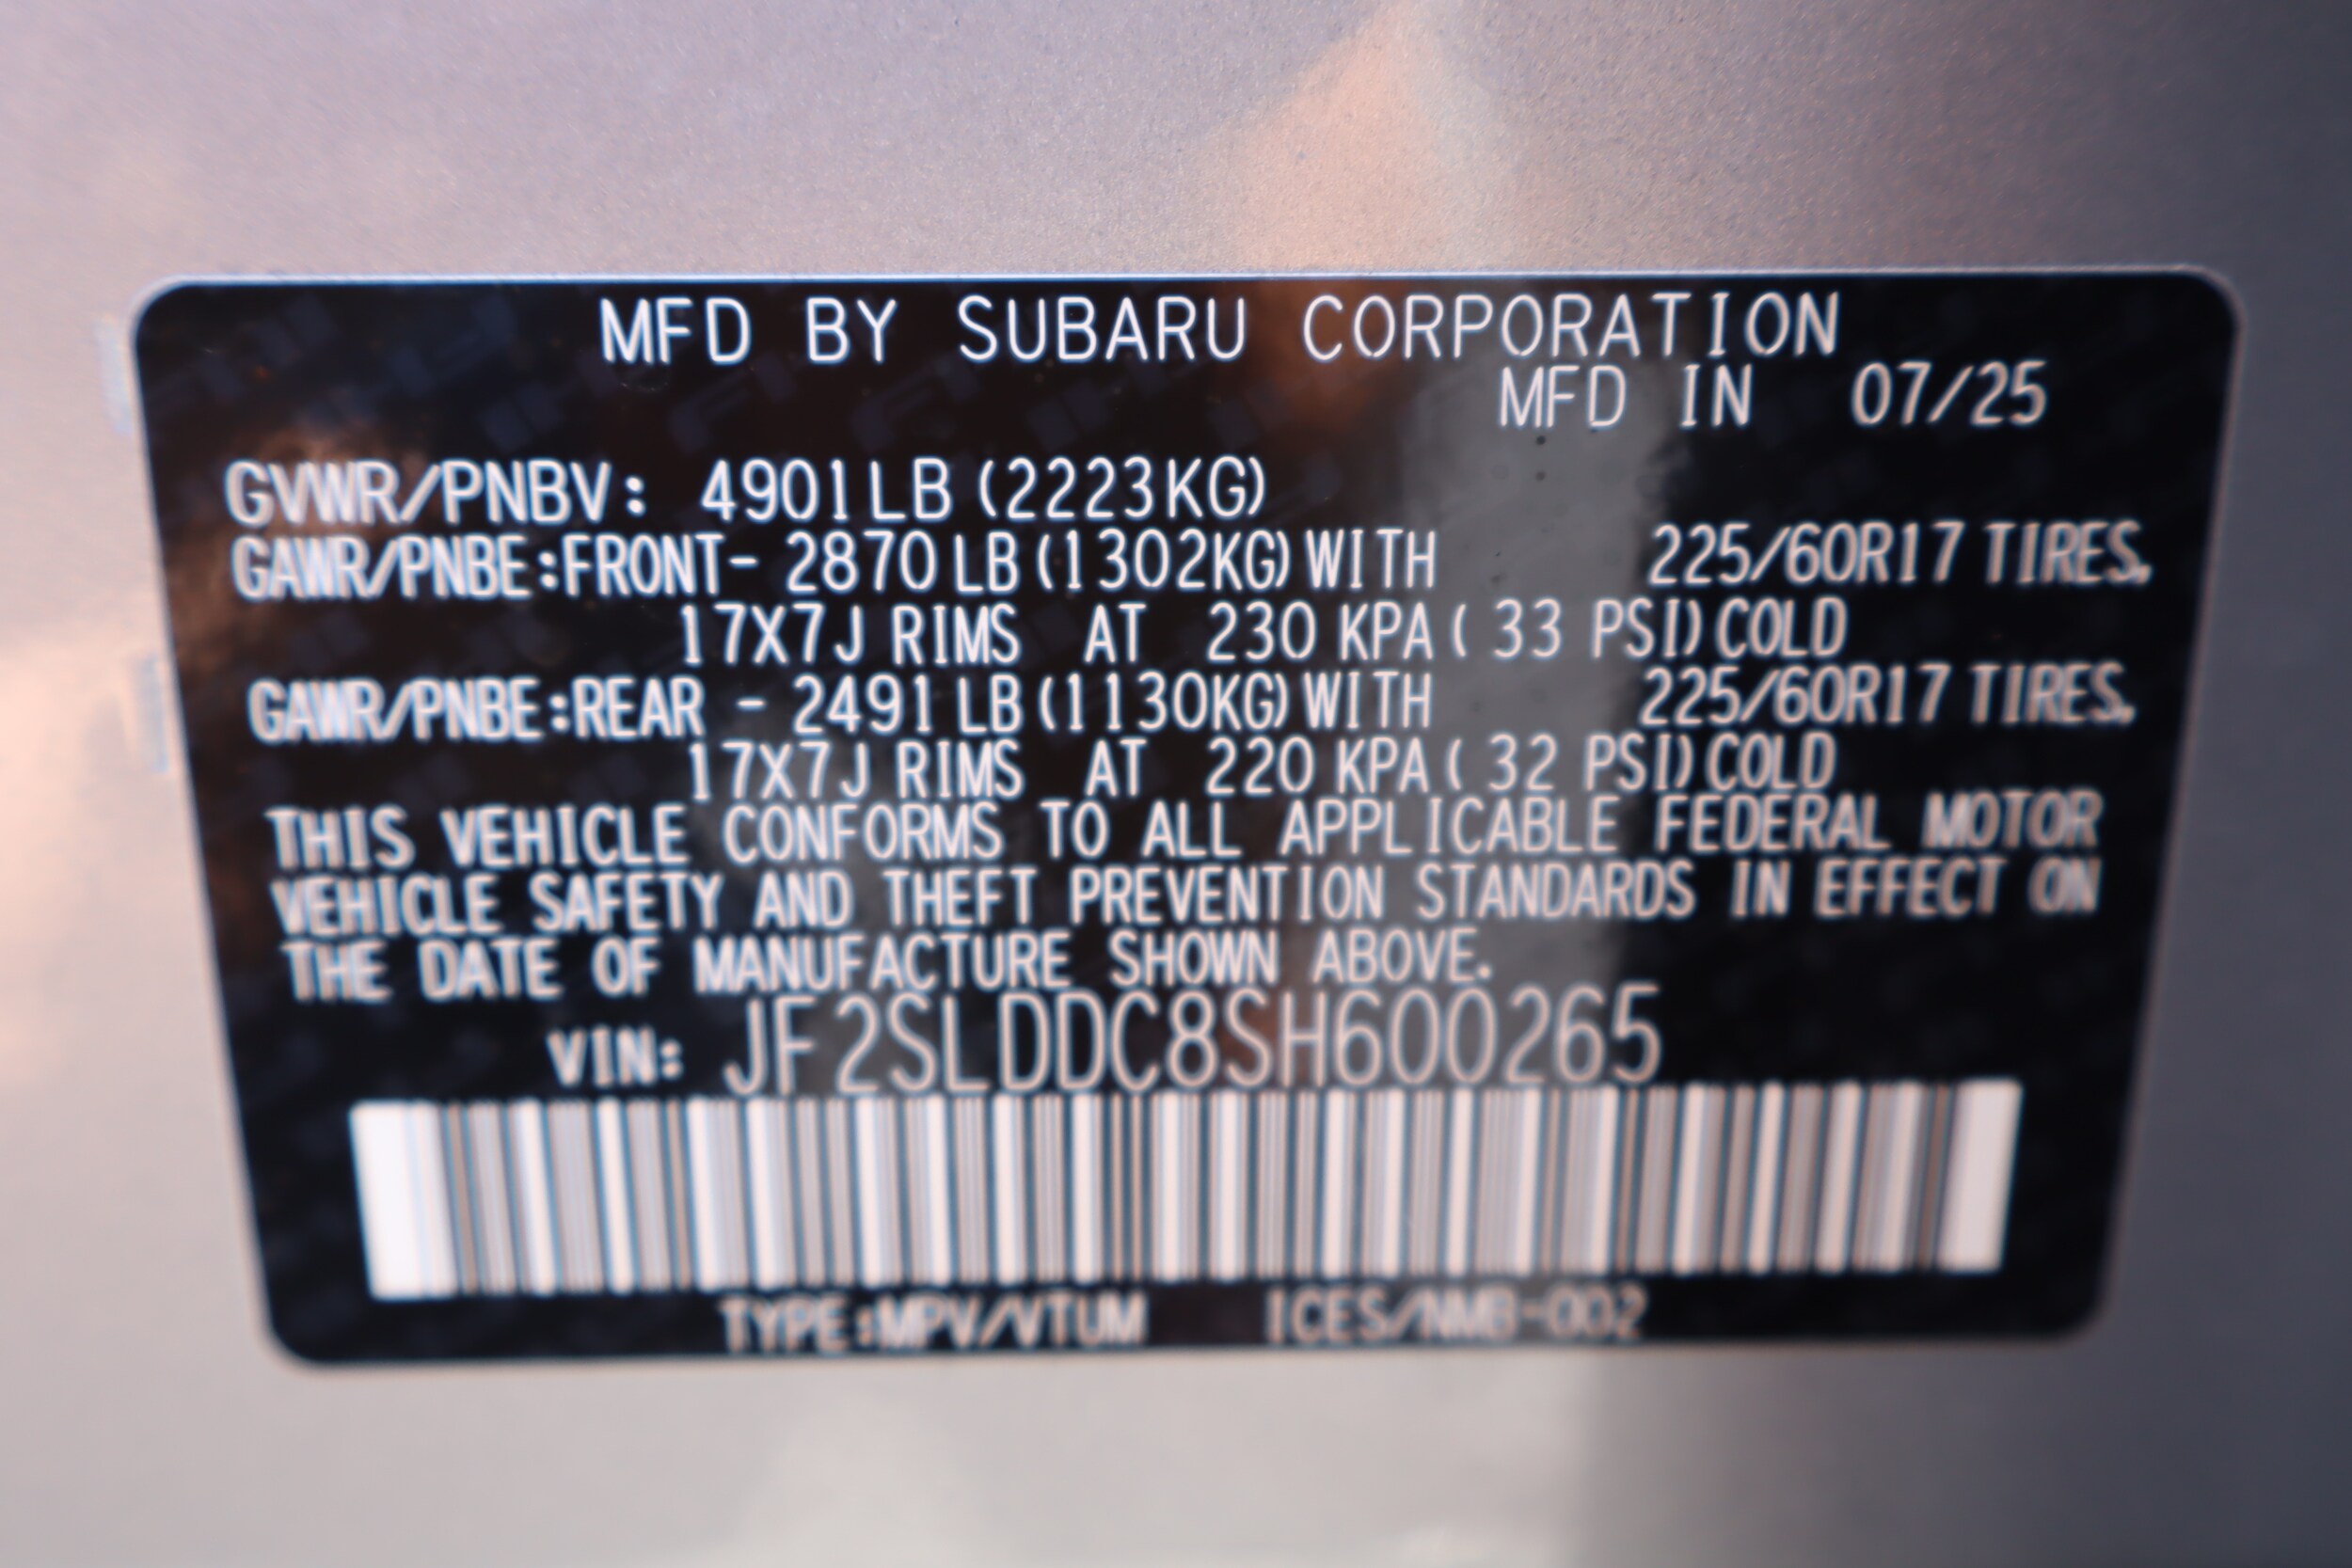 MFD BY SUBARU CORPORATION
MFD IN 07/25
GVWR/PNBV: 4901LB (2223KG)
GAWR/PNBE:FRONT- 2870 LB (1302KG) WITH 225/60R17 TIRES,
17X7J RIMS AT 230 KPA ( 33 PSI) COLD
GAWR/PNBE:REAR - 2491 LB (1130KG) WITH 225/60R17 TIRES,
17X7J RIMS AT 220 KPA ( 32 PSI) COLD
THIS VEHICLE CONFORMS TO ALL APPLICABLE FEDERAL MOTOR
VEHICLE SAFETY AND THEFT PREVENTION STANDARDS IN EFFECT ON
THE DATE OF MANUFACTURE SHOWN ABOVE.
VIN: JF2SLDDC8SH600265
TYPE:MPV/VTUM ICES/NMB-002